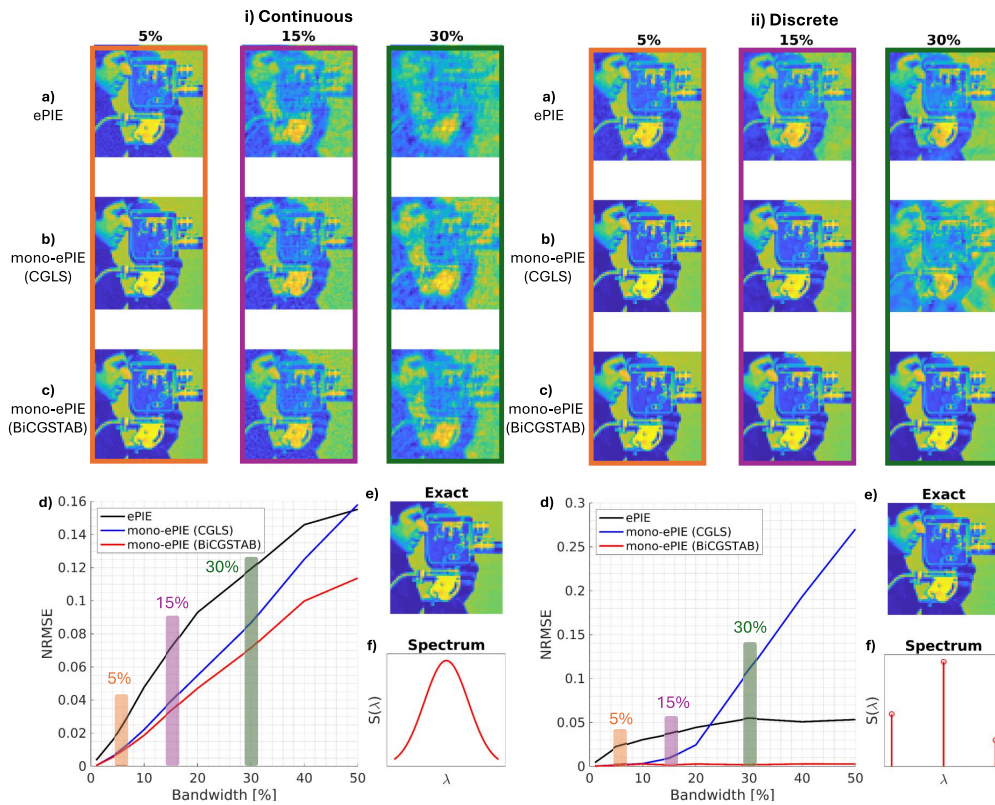 i) Continuous
5% 15% 30%
a)
ePIE
b)
mono-ePIE
(CGLS)
c)
mono-ePIE
(BiCGSTAB)
d)
0.16
0.14
0.12
0.1
0.08
0.06
0.04
0.02
0
NRMSE
ePIE
mono-ePIE (CGLS)
mono-ePIE (BiCGSTAB)
5%
15%
30%
10 20 30 40 50
Bandwidth [%]
e)
Exact
f)
Spectrum
S(λ)
λ
ii) Discrete
5% 15% 30%
a)
ePIE
b)
mono-ePIE
(CGLS)
c)
mono-ePIE
(BiCGSTAB)
d)
0.3
0.25
0.2
0.15
0.1
0.05
0
NRMSE
ePIE
mono-ePIE (CGLS)
mono-ePIE (BiCGSTAB)
5%
15%
30%
10 20 30 40 50
Bandwidth [%]
e)
Exact
f)
Spectrum
S(λ)
λ